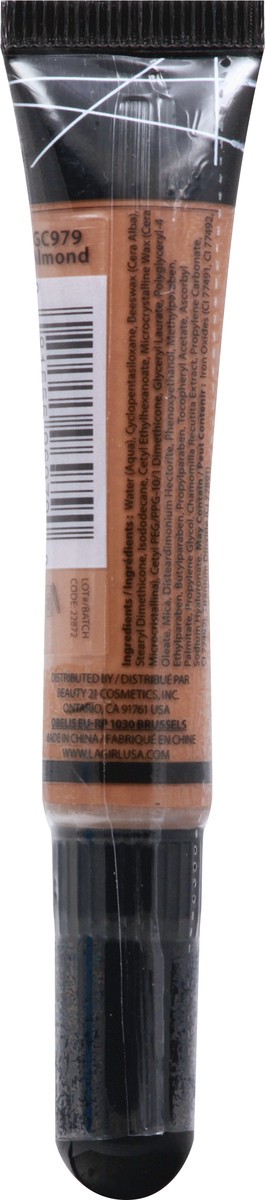 GC979
lmond
LOT#/BATCH
CODE: 22872
Ingredients / Ingrédients : Water (Aqua), Cyclopentasiloxane, Beeswax (Cera Alba),
Stearyl Dimethicone, Isododecane, Cetyl Ethylhexanoate, Microcrystalline Wax (Cera
Microcristallina), Cetyl PEG/PPG-10/1 Dimethicone, Glyceryl Laurate, Polyglyceryl-4
Oleate, Mica, Disteardimonium Hectorite, Phenoxyethanol, Methylparaben,
Ethylparaben, Butylparaben, Propylparaben, Tocopheryl Acetate, Ascorbyl
Palmitate, Propylene Glycol, Chamomilla Recutita Extract, Propylene Carbonate,
Sodium Hyaluronate. May Contain / Peut Contenir : Iron Oxides (CI 77491, CI 77492,
DISTRIBUTED BY / DISTRIBUÉ PAR
BEAUTY 21 COSMETICS, INC.
ONTARIO, CA 91761 USA
OBELIS EU-RP 1030 BRUSSELS
MADE IN CHINA / FABRIQUÉ EN CHINE
WWW.LAGIRLUSA.COM